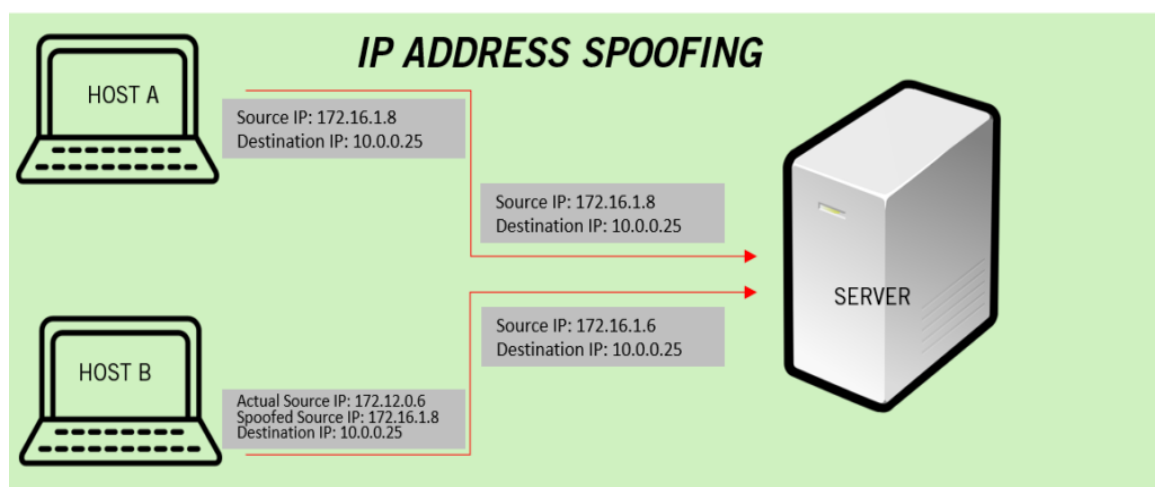 IP ADDRESS SPOOFING
HOST A
Source IP: 172.16.1.8
Destination IP: 10.0.0.25
Source IP: 172.16.1.8
Destination IP: 10.0.0.25
SERVER
Source IP: 172.16.1.6
Destination IP: 10.0.0.25
HOST B
Actual Source IP: 172.12.0.6
Spoofed Source IP: 172.16.1.8
Destination IP: 10.0.0.25